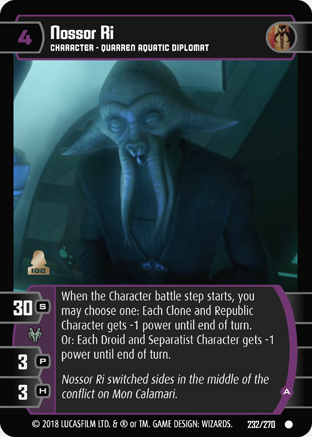 4
Nossor Ri
CHARACTER - QUARREN AQUATIC DIPLOMAT
IDC
30 S
3 P
3 H
When the Character battle step starts, you
may choose one: Each Clone and Republic
Character gets -1 power until end of turn.
Or: Each Droid and Separatist Character gets -1
power until end of turn.
Nossor Ri switched sides in the middle of the
conflict on Mon Calamari.
A
© 2018 LUCASFILM LTD. & ® or TM. GAME DESIGN: WIZARDS. 232/270